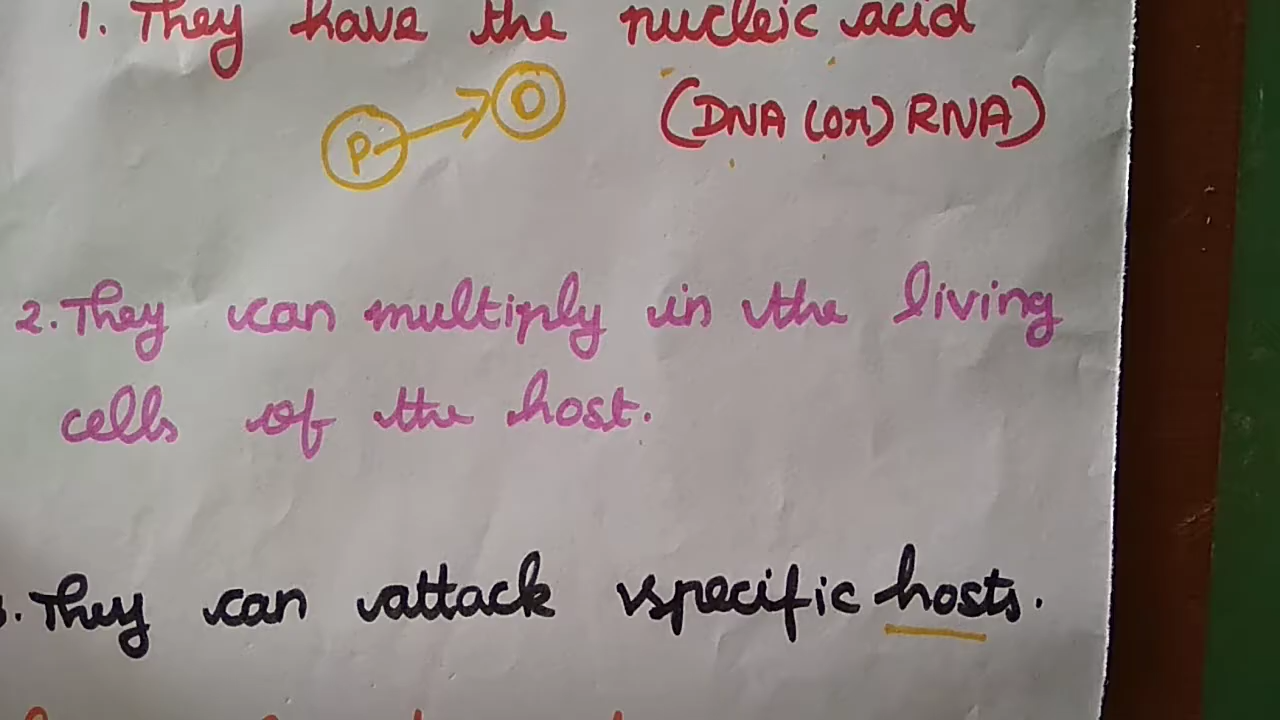 1. They have the nucleic acid
P → O
(DNA (or) RNA)
2. They can multiply in the living
cells of the host.
. They can attack specific hosts.